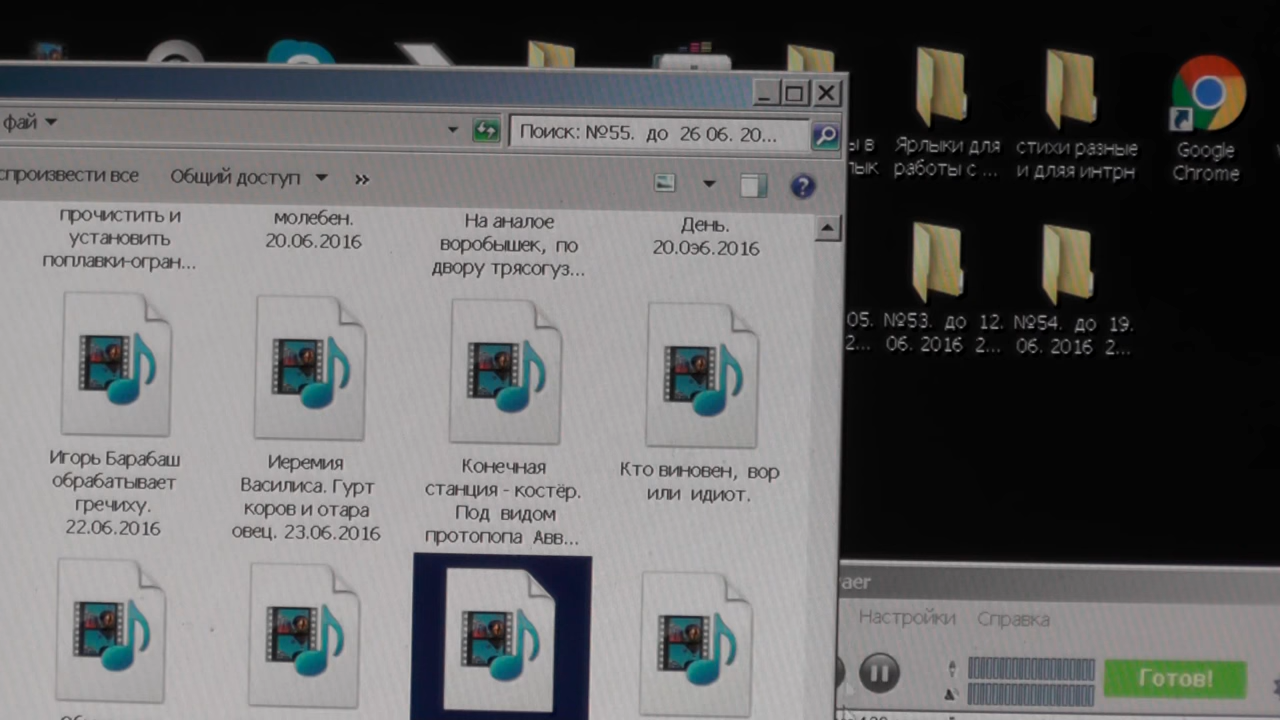 фай
Поиск: №55. до 26 06. 20...
спроизвести все
Общий доступ
»
прочистить и
установить
поплавки-огран...
молебен.
20.06.2016
На аналое
воробышек, по
двору трясогуз...
День.
20.0э6.2016
Игорь Барабаш
обрабатывает
гречиху.
22.06.2016
Иеремия
Василиса. Гурт
коров и отара
овец. 23.06.2016
Конечная
станция - костёр.
Под видом
протопопа Авв...
Кто виновен, вор
или идиот.
ы в
лык
Ярлыки для
работы с ...
стихи разные
и дляя интрн
Google
Chrome
05.
2...
№53. до 12.
06. 2016 2...
№54. до 19.
06. 2016 2...
Настройки
Справка
Готов!